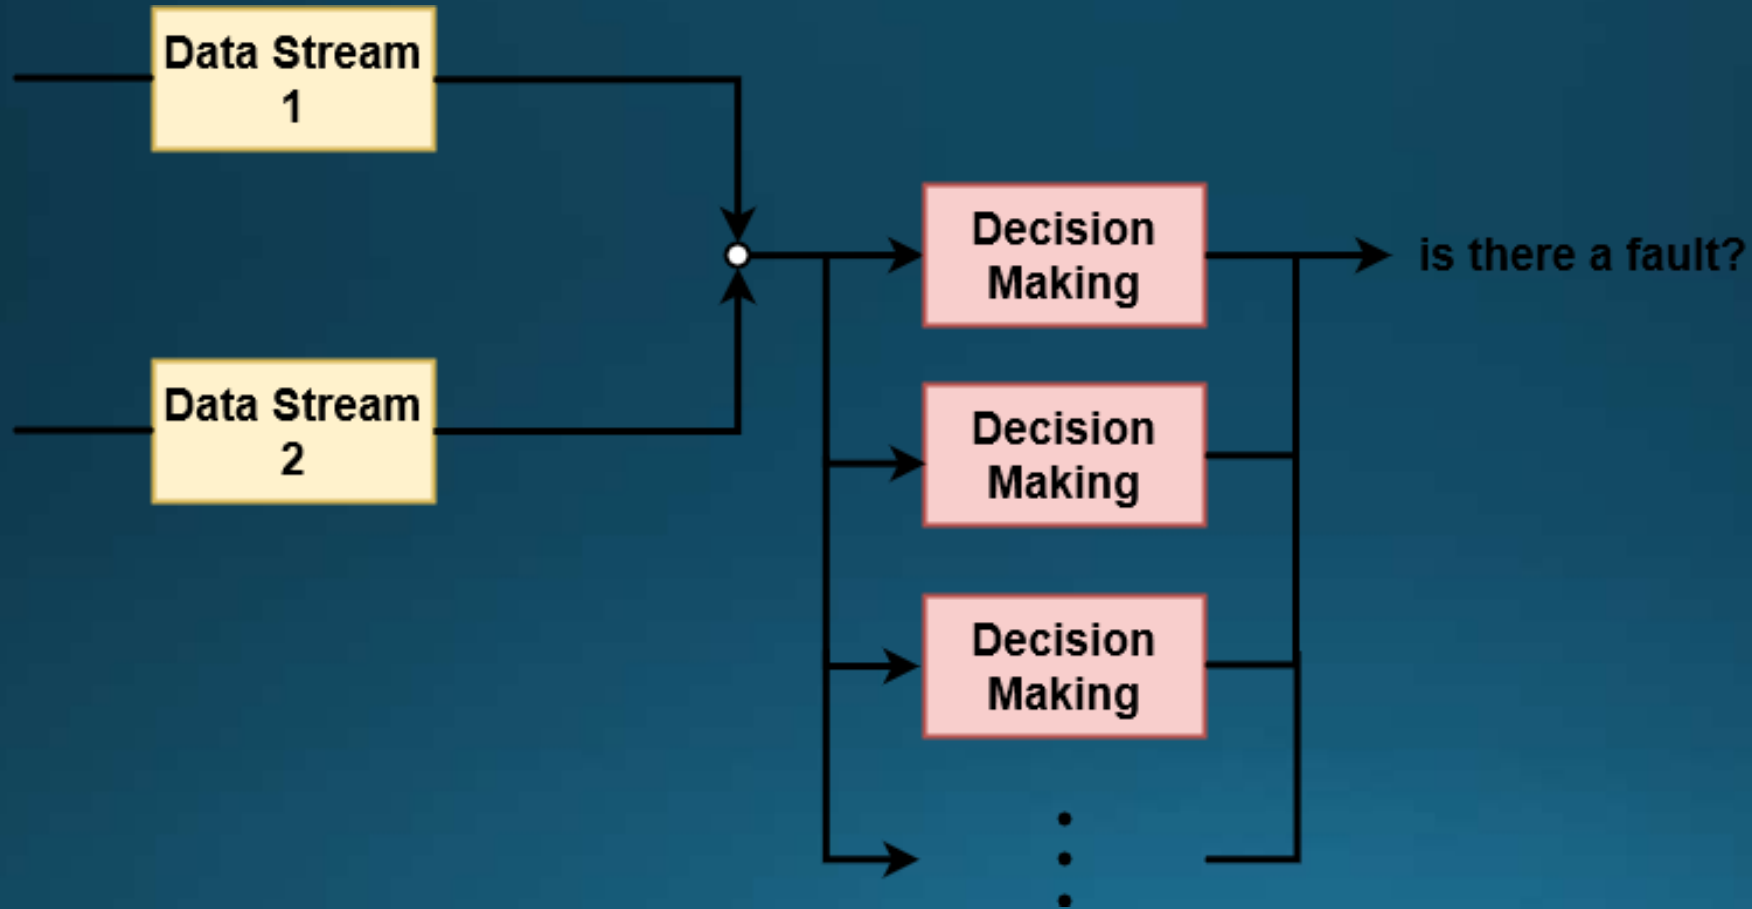 Data Stream
1
Data Stream
2
Decision
Making
is there a fault?
Decision
Making
Decision
Making